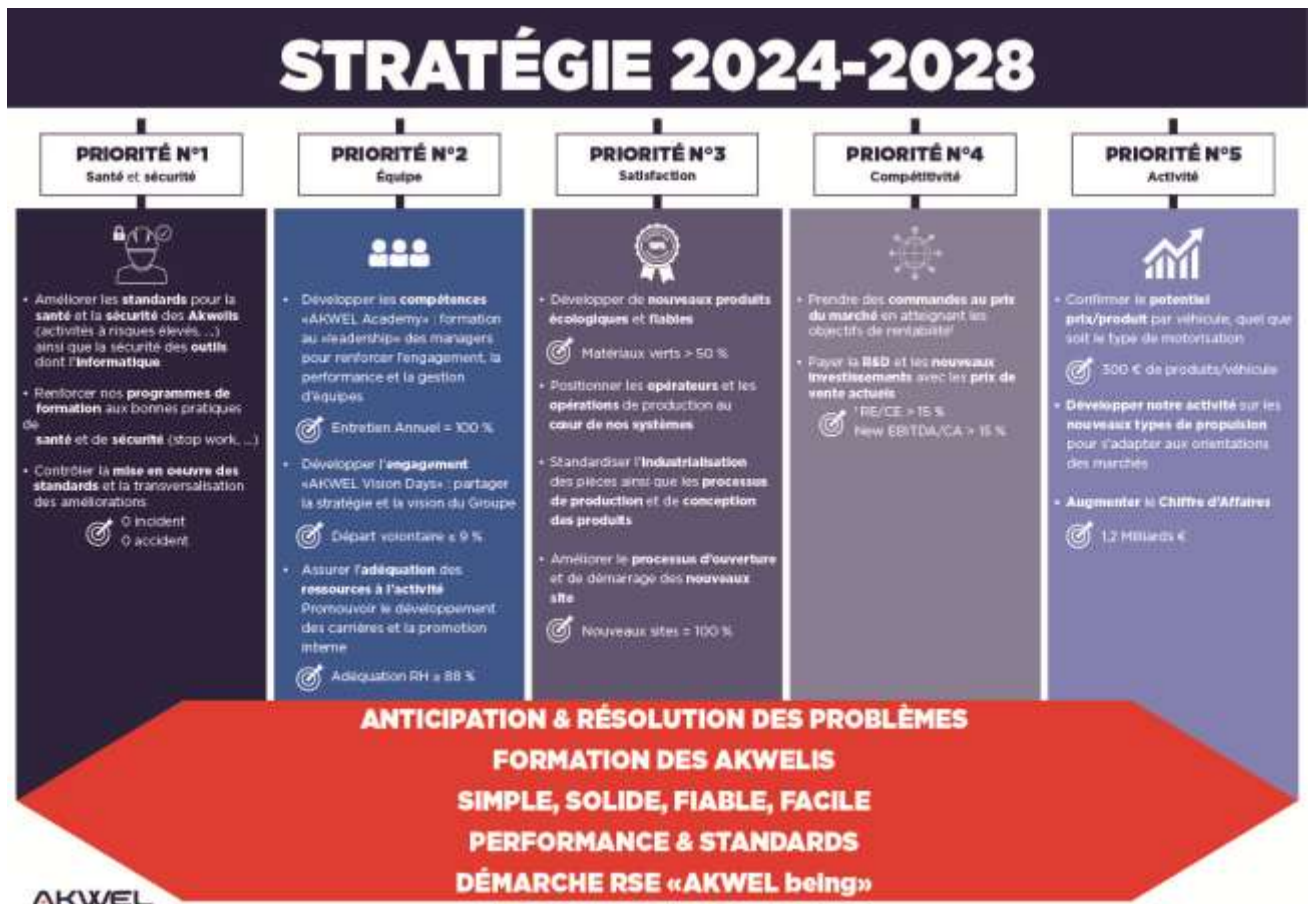 STRATÉGIE 2024-2028
PRIORITÉ N°1
Santé et sécurité
• Améliorer les standards pour la
santé et la sécurité des Akwelis
(activités à risques élevés, ...)
ainsi que la sécurité des outils
dont l'informatique
• Renforcer nos programmes de
formation aux bonnes pratiques
de
santé et de sécurité (stop work, ...)
• Contrôler la mise en oeuvre des
standards et la transversalisation
des améliorations
0 incident
0 accident
PRIORITÉ N°2
Équipe
• Développer les compétences
«AKWEL Academy» : formation
au «leadership» des managers
pour renforcer l'engagement, la
performance et la gestion
d'équipes
Entretien Annuel = 100 %
• Développer l'engagement
«AKWEL Vision Days» : partager
la stratégie et la vision du Groupe
Départ volontaire ≤ 9 %
• Assurer l'adéquation des
ressources à l'activité
Promouvoir le développement
des carrières et la promotion
interne
Adéquation RH ≥ 88 %
PRIORITÉ N°3
Satisfaction
• Développer de nouveaux produits
écologiques et fiables
Matériaux verts > 50 %
• Positionner les opérateurs et les
opérations de production au
cœur de nos systèmes
• Standardiser l'industrialisation
des pièces ainsi que les processus
de production et de conception
des produits
• Améliorer le processus d'ouverture
et de démarrage des nouveaux
site
Nouveaux sites = 100 %
PRIORITÉ N°4
Compétitivité
• Prendre des commandes au prix
du marché en atteignant les
objectifs de rentabilité¹
• Payer la R&D et les nouveaux
investissements avec les prix de
vente actuels
¹ RE/CE > 15 %
New EBITDA/CA > 15 %
PRIORITÉ N°5
Activité
• Confirmer le potentiel
prix/produit par véhicule, quel que
soit le type de motorisation
300 € de produits/véhicule
• Développer notre activité sur les
nouveaux types de propulsion
pour s'adapter aux orientations
des marchés
• Augmenter le Chiffre d'Affaires
1,2 Milliards €
ANTICIPATION & RÉSOLUTION DES PROBLÈMES
FORMATION DES AKWELIS
SIMPLE, SOLIDE, FIABLE, FACILE
PERFORMANCE & STANDARDS
DÉMARCHE RSE «AKWEL being»
AKWEL